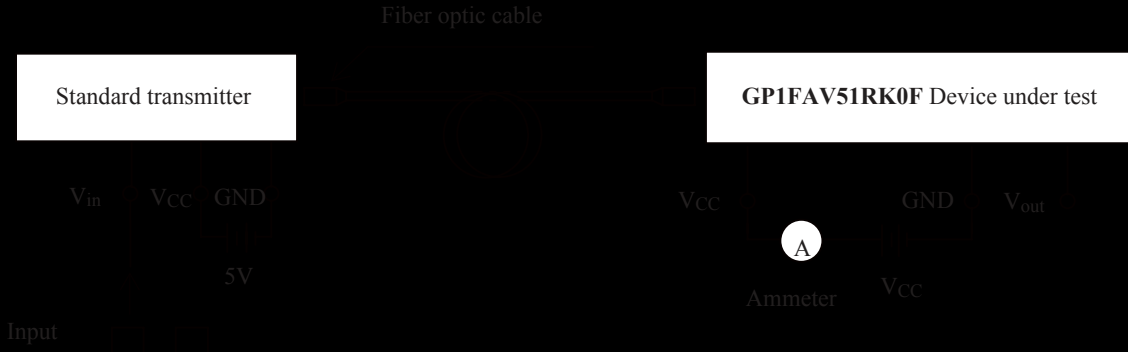 Fiber optic cable
Standard transmitter
GP1FAV51RK0F Device under test
Vin VCC GND
VCC GND Vout
A
5V
Ammeter VCC
Input